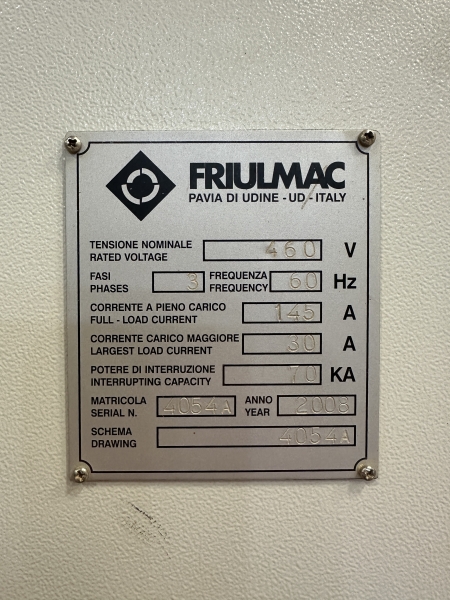 FRIULMAC
PAVIA DI UDINE - UD - ITALY
TENSIONE NOMINALE
RATED VOLTAGE 460 V
FASI
PHASES 3 FREQUENZA
FREQUENCY 60 Hz
CORRENTE A PIENO CARICO
FULL - LOAD CURRENT 145 A
CORRENTE CARICO MAGGIORE
LARGEST LOAD CURRENT 30 A
POTERE DI INTERRUZIONE
INTERRUPTING CAPACITY 70 KA
MATRICOLA
SERIAL N. 4054A ANNO
YEAR 2008
SCHEMA
DRAWING 4054A